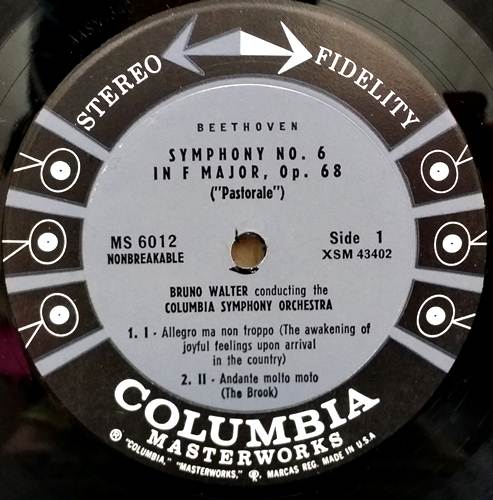 STEREO FIDELITY
BEETHOVEN
SYMPHONY NO. 6
IN F MAJOR, Op. 68
("Pastorale")
MS 6012
NONBREAKABLE
Side 1
XSM 43402
BRUNO WALTER conducting the
COLUMBIA SYMPHONY ORCHESTRA
1. I - Allegro ma non troppo (The awakening of
joyful feelings upon arrival
in the country)
2. II - Andante molto moto
(The Brook)
COLUMBIA
MASTERWORKS
® "COLUMBIA," "MASTERWORKS," MARCAS REG. MADE IN U.S.A